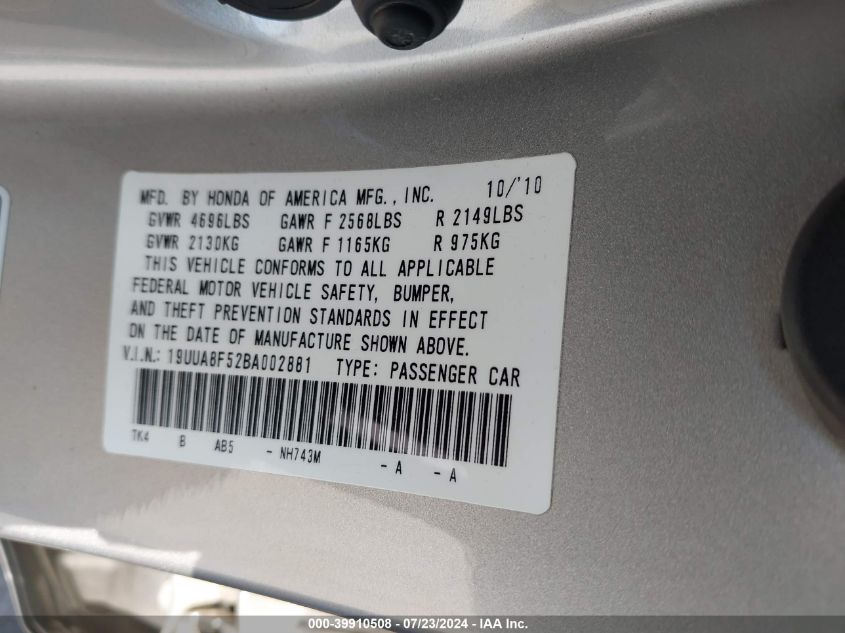 MFD. BY HONDA OF AMERICA MFG., INC. 10/'10
GVWR 4696LBS GAWR F 2568LBS R 2149LBS
GVWR 2130KG GAWR F 1165KG R 975KG
THIS VEHICLE CONFORMS TO ALL APPLICABLE
FEDERAL MOTOR VEHICLE SAFETY, BUMPER,
AND THEFT PREVENTION STANDARDS IN EFFECT
ON THE DATE OF MANUFACTURE SHOWN ABOVE.
V.I.N.: 19UUA8F52BA002881 TYPE: PASSENGER CAR
TK4 B AB5 - NH743M - A - A
000-39910508 - 07/23/2024 - IAA Inc.